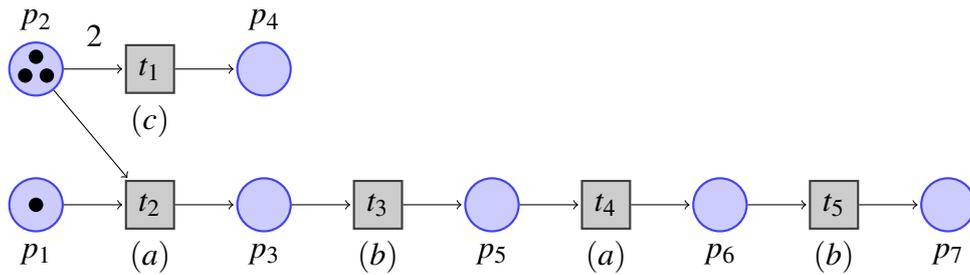 p₂ 2 p₄
t₁
(c)
t₂ t₃ t₄ t₅
p₁ (a) p₃ (b) p₅ (a) p₆ (b) p₇